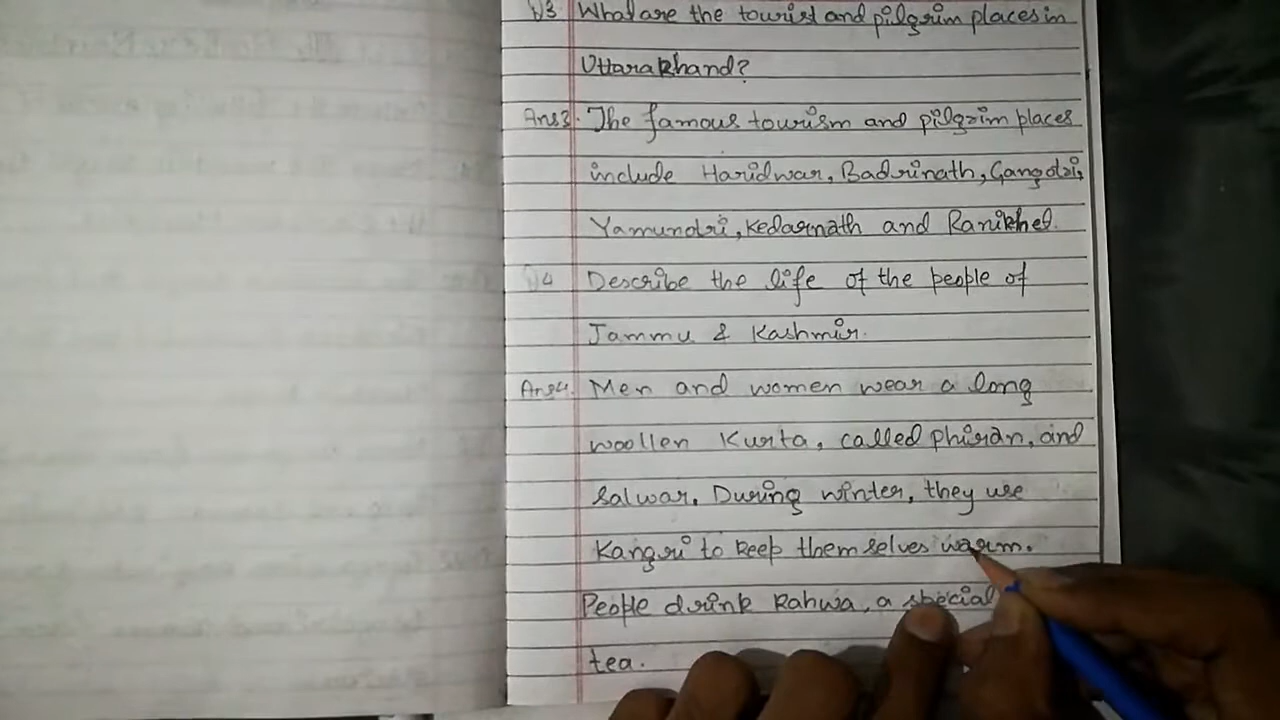 Q3 What are the tourist and pilgrim places in
Uttarakhand?
Ans3. The famous tourism and pilgrim places
include Haridwar, Badrinath, Gangotri,
Yamunotri, Kedarnath and Ranikhet.
Q4 Describe the life of the people of
Jammu & Kashmir.
Ans4. Men and women wear a long
woollen Kurta, called phiran, and
salwar. During winter, they use
Kangri to keep themselves warm.
People drink Kahwa, a special
tea.